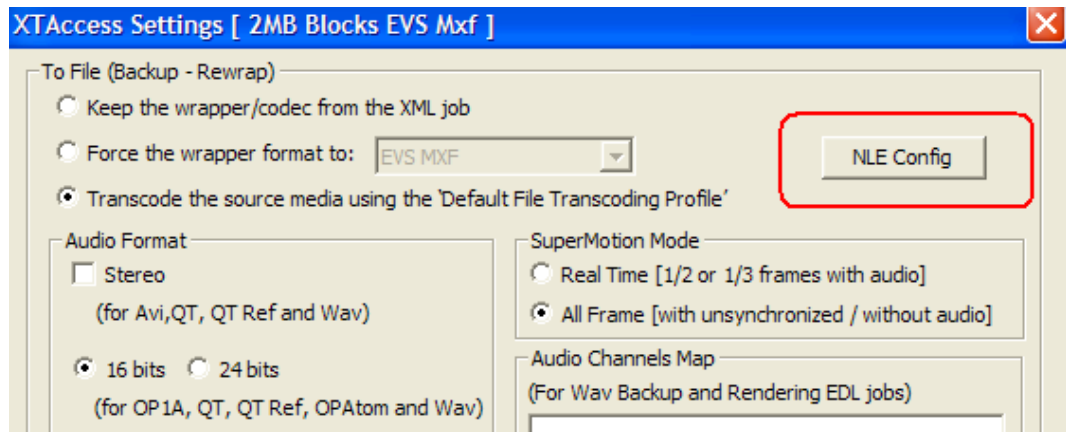 XTAccess Settings [ 2MB Blocks EVS Mxf ]
To File (Backup - Rewrap)
Keep the wrapper/codec from the XML job
Force the wrapper format to: EVS MXF NLE Config
Transcode the source media using the ‘Default File Transcoding Profile’
Audio Format
Stereo
(for Avi,QT, QT Ref and Wav)
16 bits 24 bits
(for OP1A, QT, QT Ref, OPAtom and Wav)
SuperMotion Mode
Real Time [1/2 or 1/3 frames with audio]
All Frame [with unsynchronized / without audio]
Audio Channels Map
(For Wav Backup and Rendering EDL jobs)